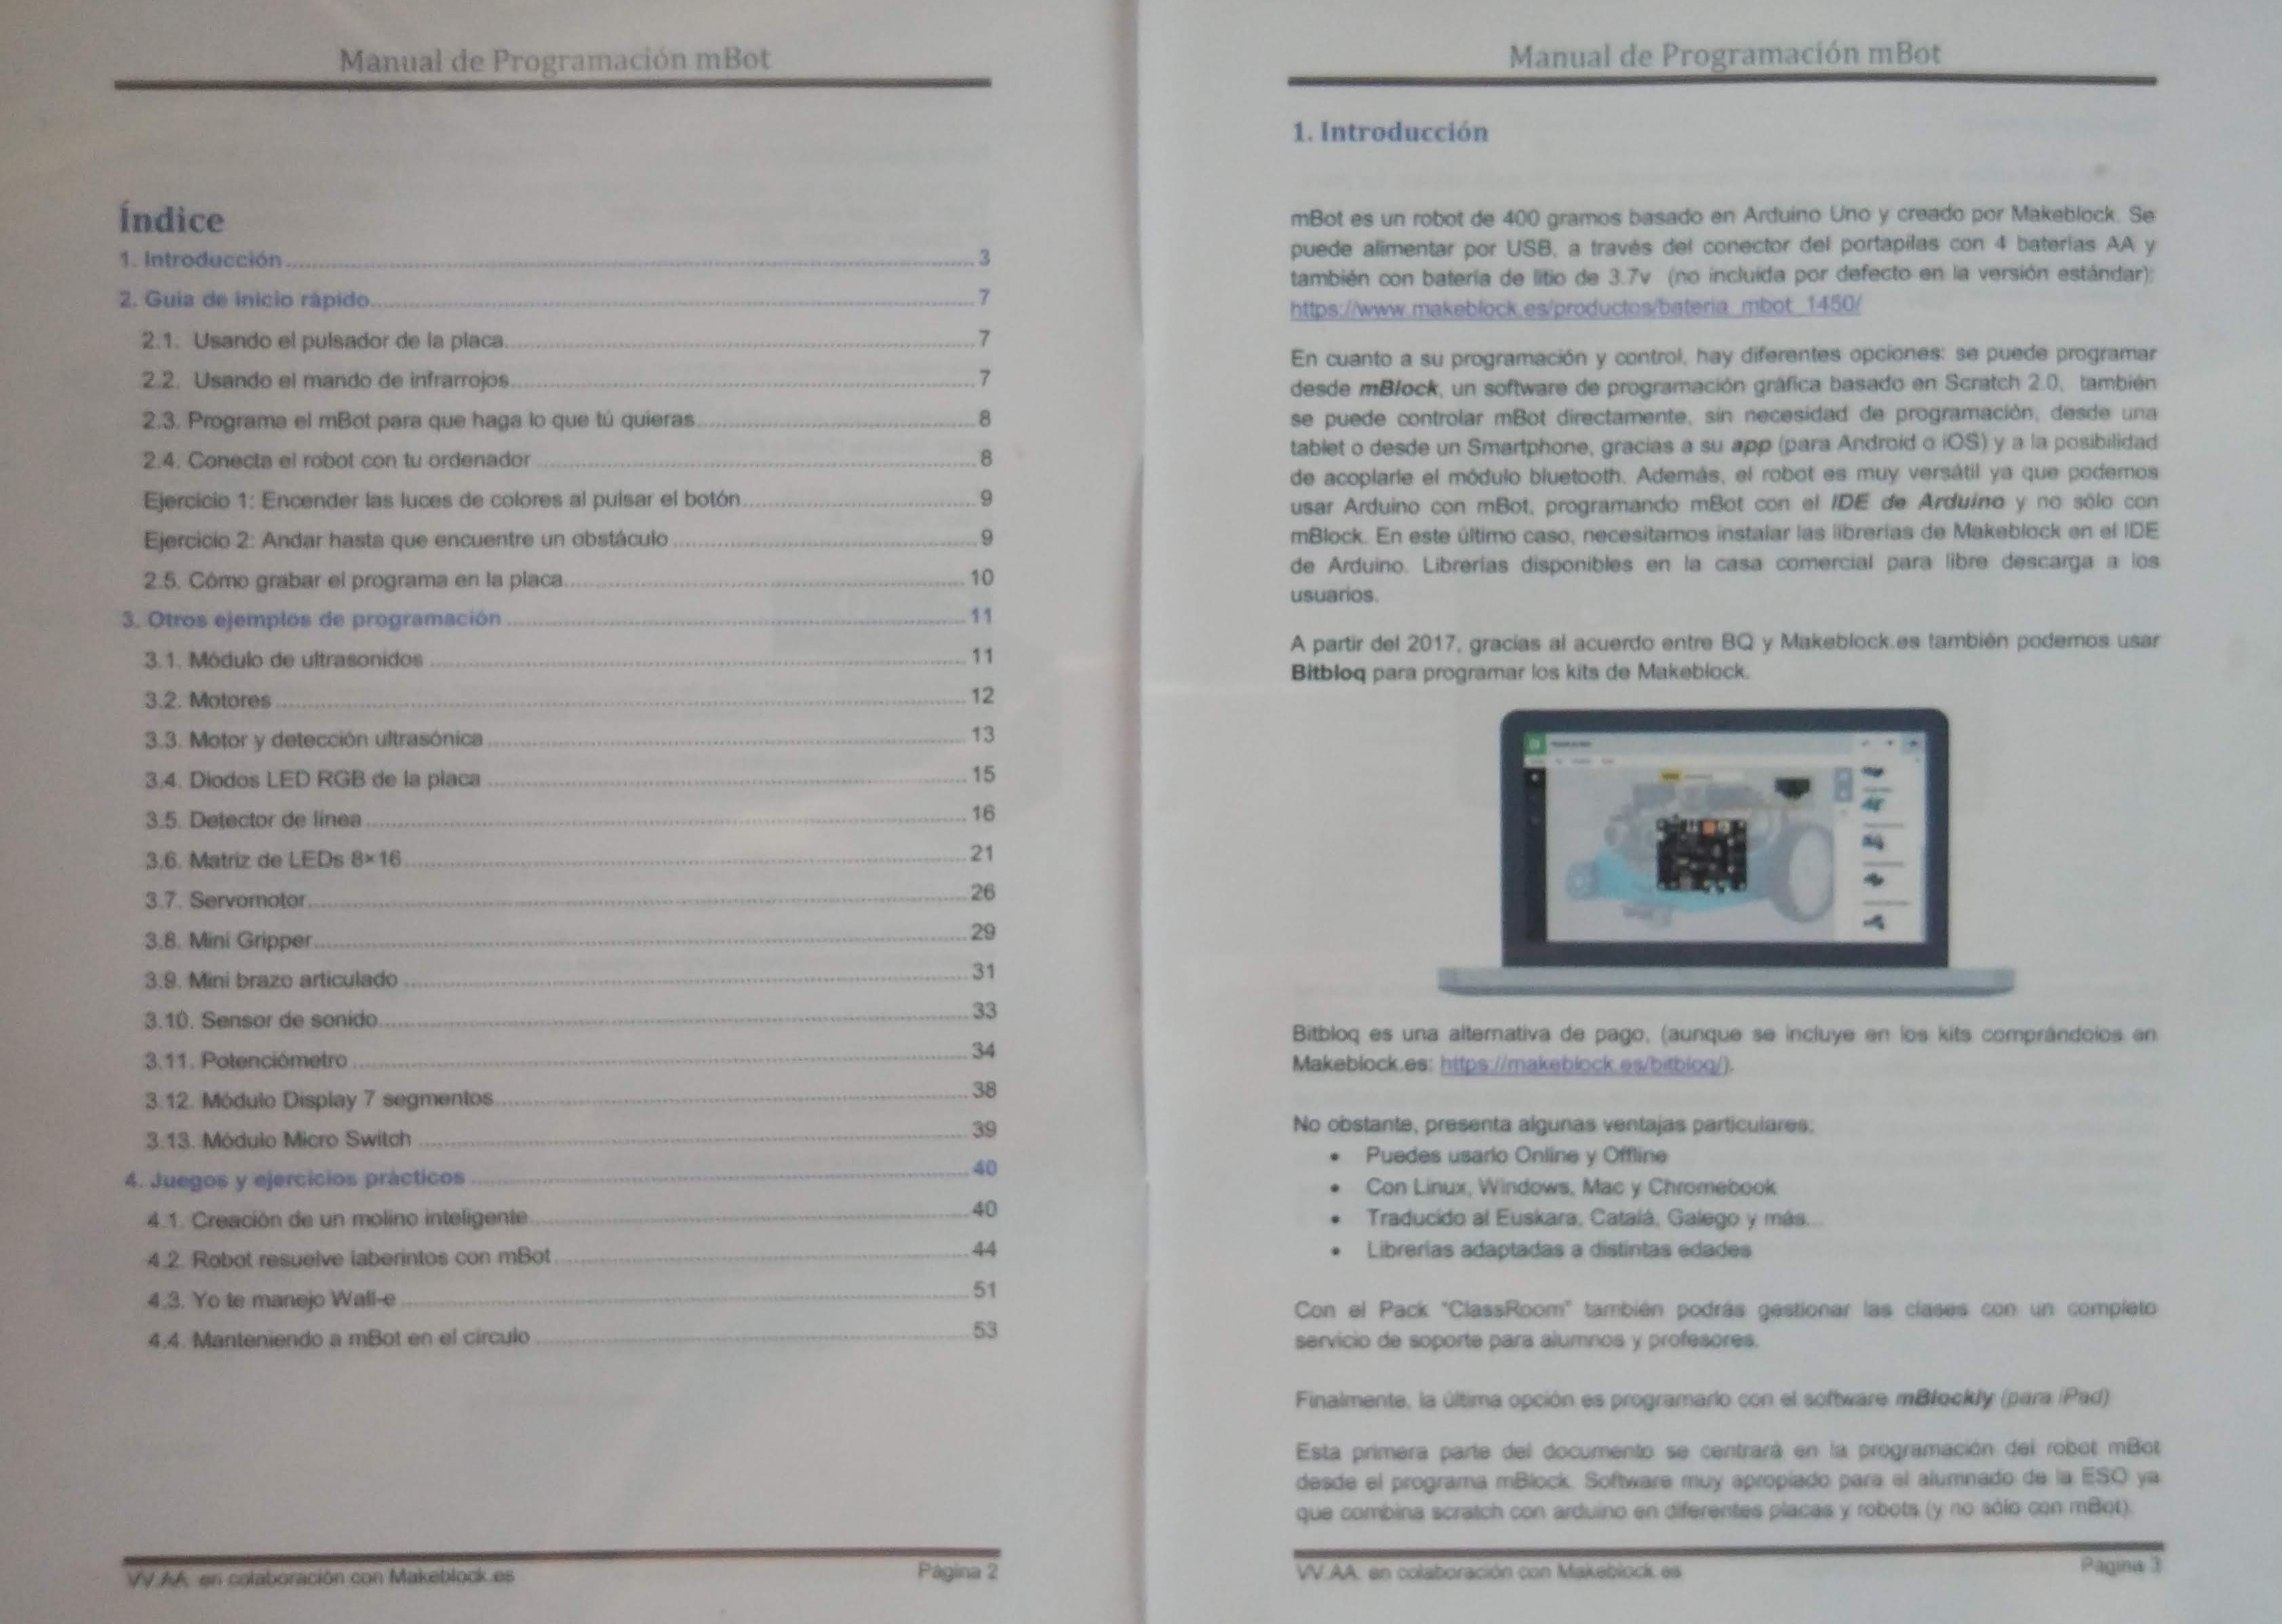 Manual de Programación mBot
Índice
1. Introducción 3
2. Guía de inicio rápido 7
2.1. Usando el pulsador de la placa 7
2.2. Usando el mando de infrarrojos 7
2.3. Programa el mBot para que haga lo que tú quieras 8
2.4. Conecta el robot con tu ordenador 8
Ejercicio 1: Encender las luces de colores al pulsar el botón 9
Ejercicio 2: Andar hasta que encuentre un obstáculo 9
2.5. Cómo grabar el programa en la placa 10
3. Otros ejemplos de programación 11
3.1. Módulo de ultrasonidos 11
3.2. Motores 12
3.3. Motor y detección ultrasónica 13
3.4. Diodos LED RGB de la placa 15
3.5. Detector de línea 16
3.6. Matriz de LEDs 8×16 21
3.7. Servomotor 26
3.8. Mini Gripper 29
3.9. Mini brazo articulado 31
3.10. Sensor de sonido 33
3.11. Potenciómetro 34
3.12. Módulo Display 7 segmentos 38
3.13. Módulo Micro Switch 39
4. Juegos y ejercicios prácticos 40
4.1. Creación de un molino inteligente 40
4.2. Robot resuelve laberintos con mBot 44
4.3. Yo te manejo Wall-e 51
4.4. Manteniendo a mBot en el círculo 53
VV.AA. en colaboración con Makeblock.es Página 2
Manual de Programación mBot
1. Introducción
mBot es un robot de 400 gramos basado en Arduino Uno y creado por Makeblock. Se
puede alimentar por USB, a través del conector del portapilas con 4 baterías AA y
también con batería de litio de 3.7v (no incluida por defecto en la versión estándar):
https://www.makeblock.es/productos/bateria_mbot_1450/
En cuanto a su programación y control, hay diferentes opciones: se puede programar
desde mBlock, un software de programación gráfica basado en Scratch 2.0, también
se puede controlar mBot directamente, sin necesidad de programación, desde una
tablet o desde un Smartphone, gracias a su app (para Android o iOS) y a la posibilidad
de acoplarle el módulo bluetooth. Además, el robot es muy versátil ya que podemos
usar Arduino con mBot, programando mBot con el IDE de Arduino y no sólo con
mBlock. En este último caso, necesitamos instalar las librerías de Makeblock en el IDE
de Arduino. Librerías disponibles en la casa comercial para libre descarga a los
usuarios.
A partir del 2017, gracias al acuerdo entre BQ y Makeblock.es también podemos usar
Bitbloq para programar los kits de Makeblock.
Bitbloq es una alternativa de pago, (aunque se incluye en los kits comprándolos en
Makeblock.es: https://makeblock.es/bitbloq/).
No obstante, presenta algunas ventajas particulares:
• Puedes usarlo Online y Offline
• Con Linux, Windows, Mac y Chromebook
• Traducido al Euskara, Català, Galego y más...
• Librerías adaptadas a distintas edades
Con el Pack "ClassRoom" también podrás gestionar las clases con un completo
servicio de soporte para alumnos y profesores.
Finalmente, la última opción es programarlo con el software mBlockly (para iPad)
Esta primera parte del documento se centrará en la programación del robot mBot
desde el programa mBlock. Software muy apropiado para el alumnado de la ESO ya
que combina scratch con arduino en diferentes placas y robots (y no sólo con mBot).
VV.AA. en colaboración con Makeblock.es Página 3